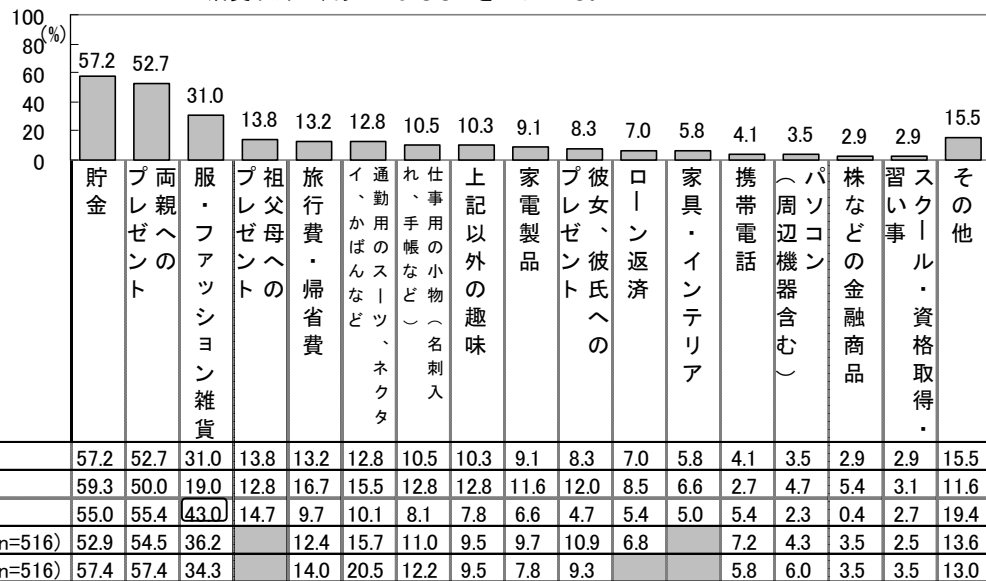 100
(%)
80
60
40
20
0
57.2
52.7
31.0
13.8
13.2
12.8
10.5
10.3
9.1
8.3
7.0
5.8
4.1
3.5
2.9
2.9
15.5
貯金
両親への
プレゼント
服・ファッション雑貨
祖父母への
プレゼント
旅行費・帰省費
通勤用のスーツ、ネクタ
イ、かばんなど
仕事用の小物（名刺入
れ、手帳など）
上記以外の趣味
家電製品
彼女、彼氏への
プレゼント
ローン返済
家具・インテリア
携帯電話
パソコン
（周辺機器含む）
株などの金融商品
スクール・資格取得・
習い事
その他
57.2 52.7 31.0 13.8 13.2 12.8 10.5 10.3 9.1 8.3 7.0 5.8 4.1 3.5 2.9 2.9 15.5
59.3 50.0 19.0 12.8 16.7 15.5 12.8 12.8 11.6 12.0 8.5 6.6 2.7 4.7 5.4 3.1 11.6
55.0 55.4 43.0 14.7 9.7 10.1 8.1 7.8 6.6 4.7 5.4 5.0 5.4 2.3 0.4 2.7 19.4
n=516) 52.9 54.5 36.2 12.4 15.7 11.0 9.5 9.7 10.9 6.8 7.2 4.3 3.5 2.5 13.6
n=516) 57.4 57.4 34.3 14.0 20.5 12.2 9.5 7.8 9.3 5.8 6.0 3.5 3.5 13.0